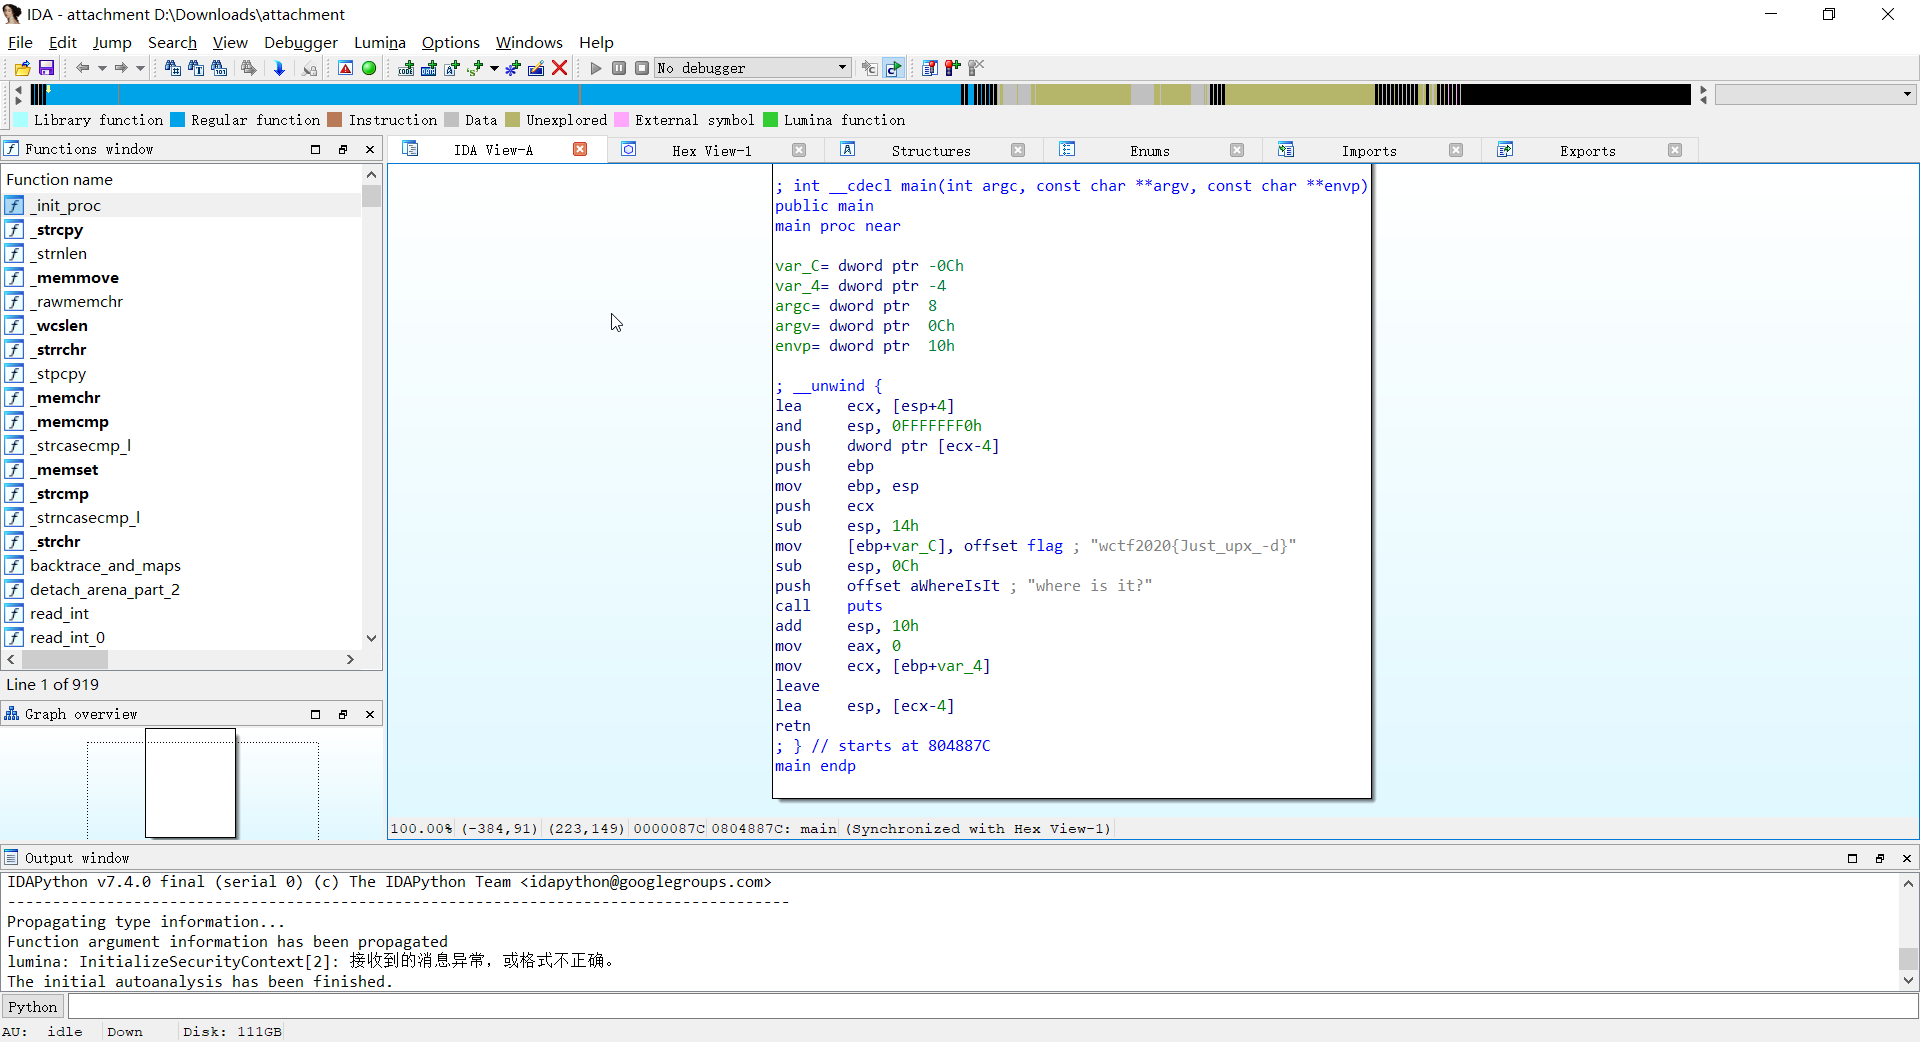 IDA - attachment D:\Downloads\attachment
File Edit Jump Search View Debugger Lumina Options Windows Help
No debugger
Library function Regular function Instruction Data Unexplored External symbol Lumina function
Functions window
IDA View-A Hex View-1 Structures Enums Imports Exports
Function name
_init_proc
_strcpy
_strnlen
_memmove
_rawmemchr
_wcslen
_strrchr
_stpcpy
_memchr
_memcmp
_strcasecmp_l
_memset
_strcmp
_strncasecmp_l
_strchr
backtrace_and_maps
detach_arena_part_2
read_int
read_int_0
Line 1 of 919
Graph overview
; int __cdecl main(int argc, const char **argv, const char **envp)
public main
main proc near
var_C= dword ptr -0Ch
var_4= dword ptr -4
argc= dword ptr  8
argv= dword ptr  0Ch
envp= dword ptr  10h
; __unwind {
lea     ecx, [esp+4]
and     esp, 0FFFFFFF0h
push    dword ptr [ecx-4]
push    ebp
mov     ebp, esp
push    ecx
sub     esp, 14h
mov     [ebp+var_C], offset flag ; "wctf2020{Just_upx_-d}"
sub     esp, 0Ch
push    offset aWhereIsIt ; "where is it?"
call    puts
add     esp, 10h
mov     eax, 0
mov     ecx, [ebp+var_4]
leave
lea     esp, [ecx-4]
retn
; } // starts at 804887C
main endp
100.00% (-384,91) (223,149) 0000087C 0804887C: main (Synchronized with Hex View-1)
Output window
IDAPython v7.4.0 final (serial 0) (c) The IDAPython Team <idapython@googlegroups.com>
---------------------------------------------------------------------------------------
Propagating type information...
Function argument information has been propagated
lumina: InitializeSecurityContext[2]: 接收到的消息异常，或格式不正确。
The initial autoanalysis has been finished.
Python
AU: idle Down Disk: 111GB